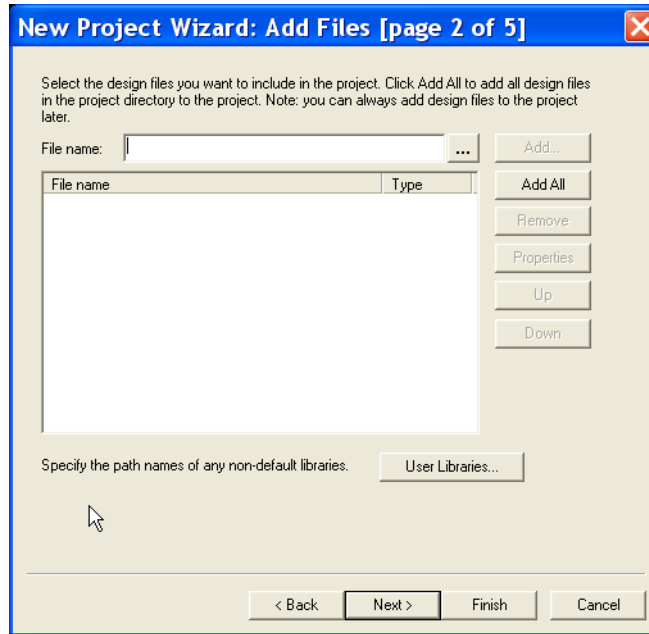 New Project Wizard: Add Files [page 2 of 5]
Select the design files you want to include in the project. Click Add All to add all design files
in the project directory to the project. Note: you can always add design files to the project
later.
File name: ... Add...
File name Type Add All
Remove
Properties
Up
Down
Specify the path names of any non-default libraries. User Libraries...
< Back Next > Finish Cancel